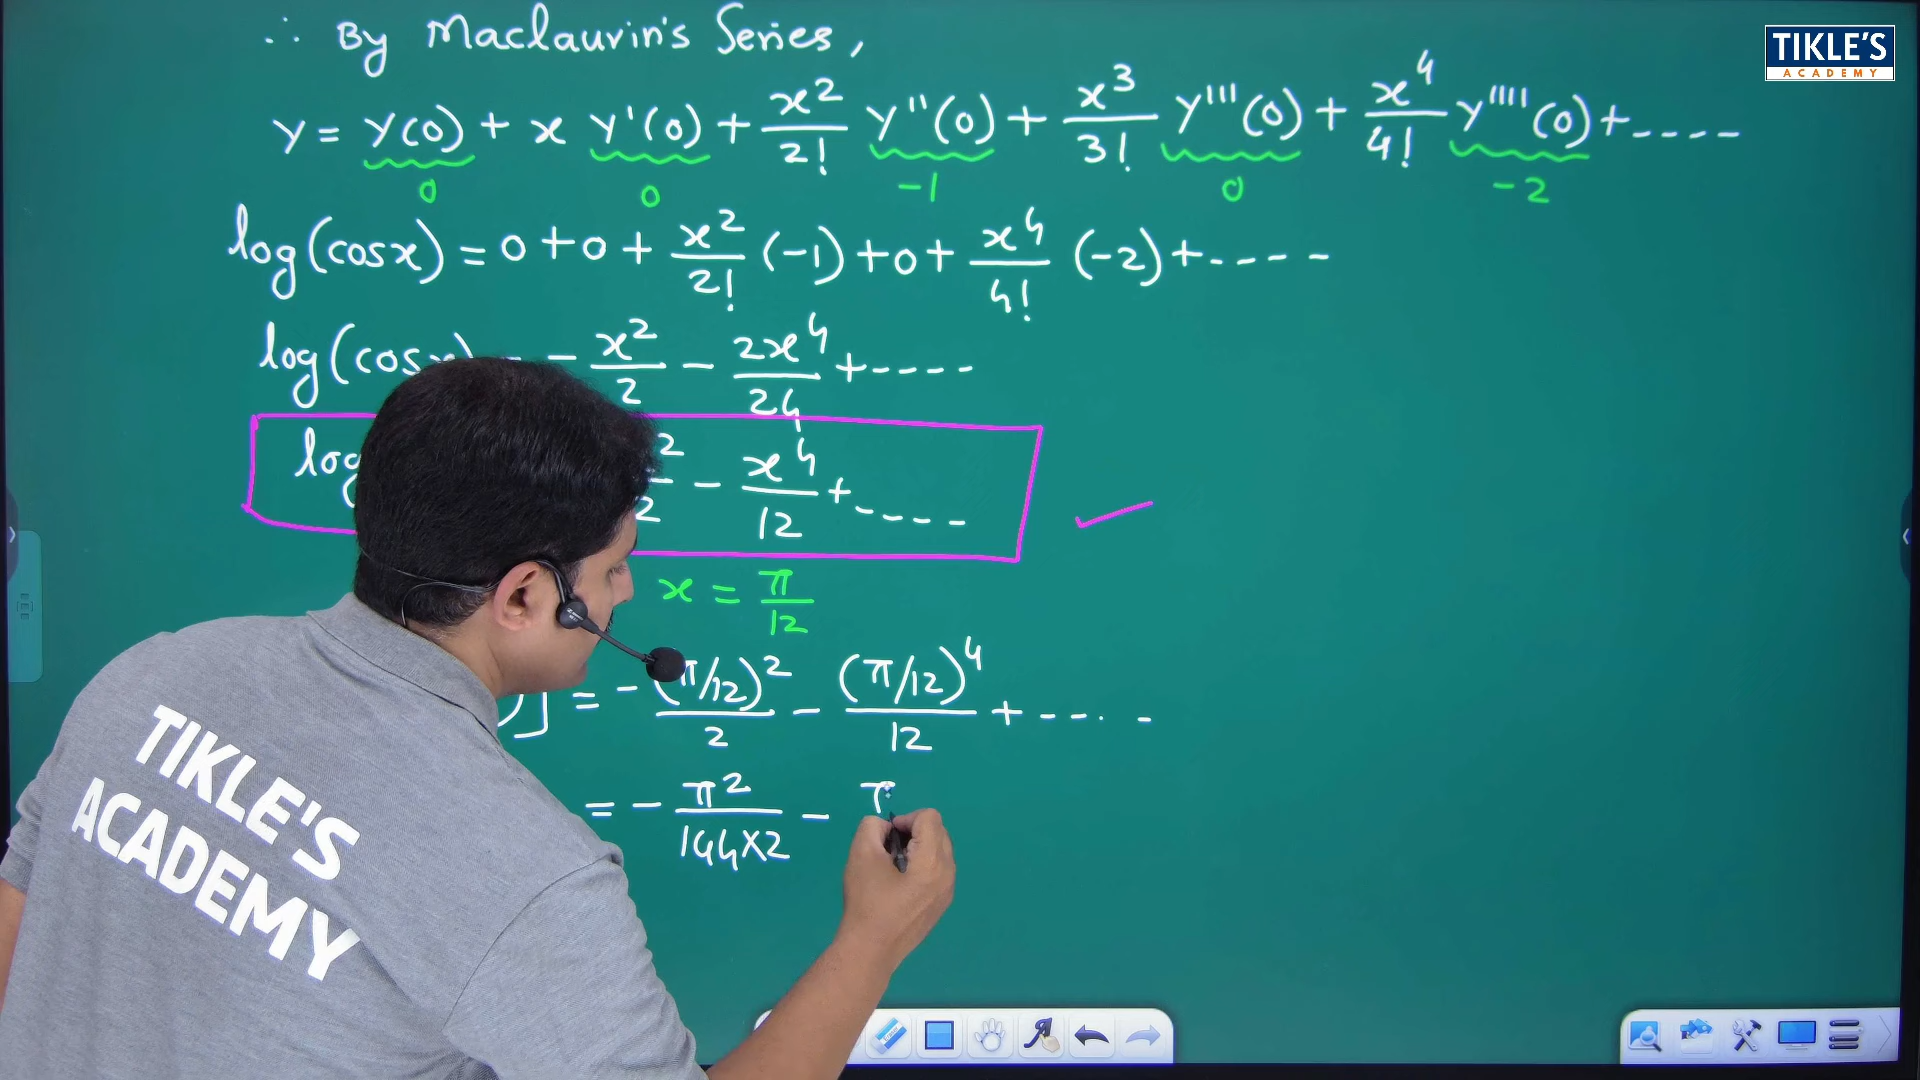 TIKLE'S
ACADEMY
∴ By Maclaurin's Series,
y = y(0) + x y'(0) + x²/2! y''(0) + x³/3! y'''(0) + x⁴/4! y''''(0) + ----
0 0 -1 0 -2
log(cosx) = 0 + 0 + x²/2! (-1) + 0 + x⁴/4! (-2) + ----
log(cosx) = - x²/2 - 2x⁴/24 + ----
log 2/2 - x⁴/12 + ----
x = π/12
)] = - (π/12)²/2 - (π/12)⁴/12 + ----
= - π²/144×2 -
TIKLE'S
ACADEMY